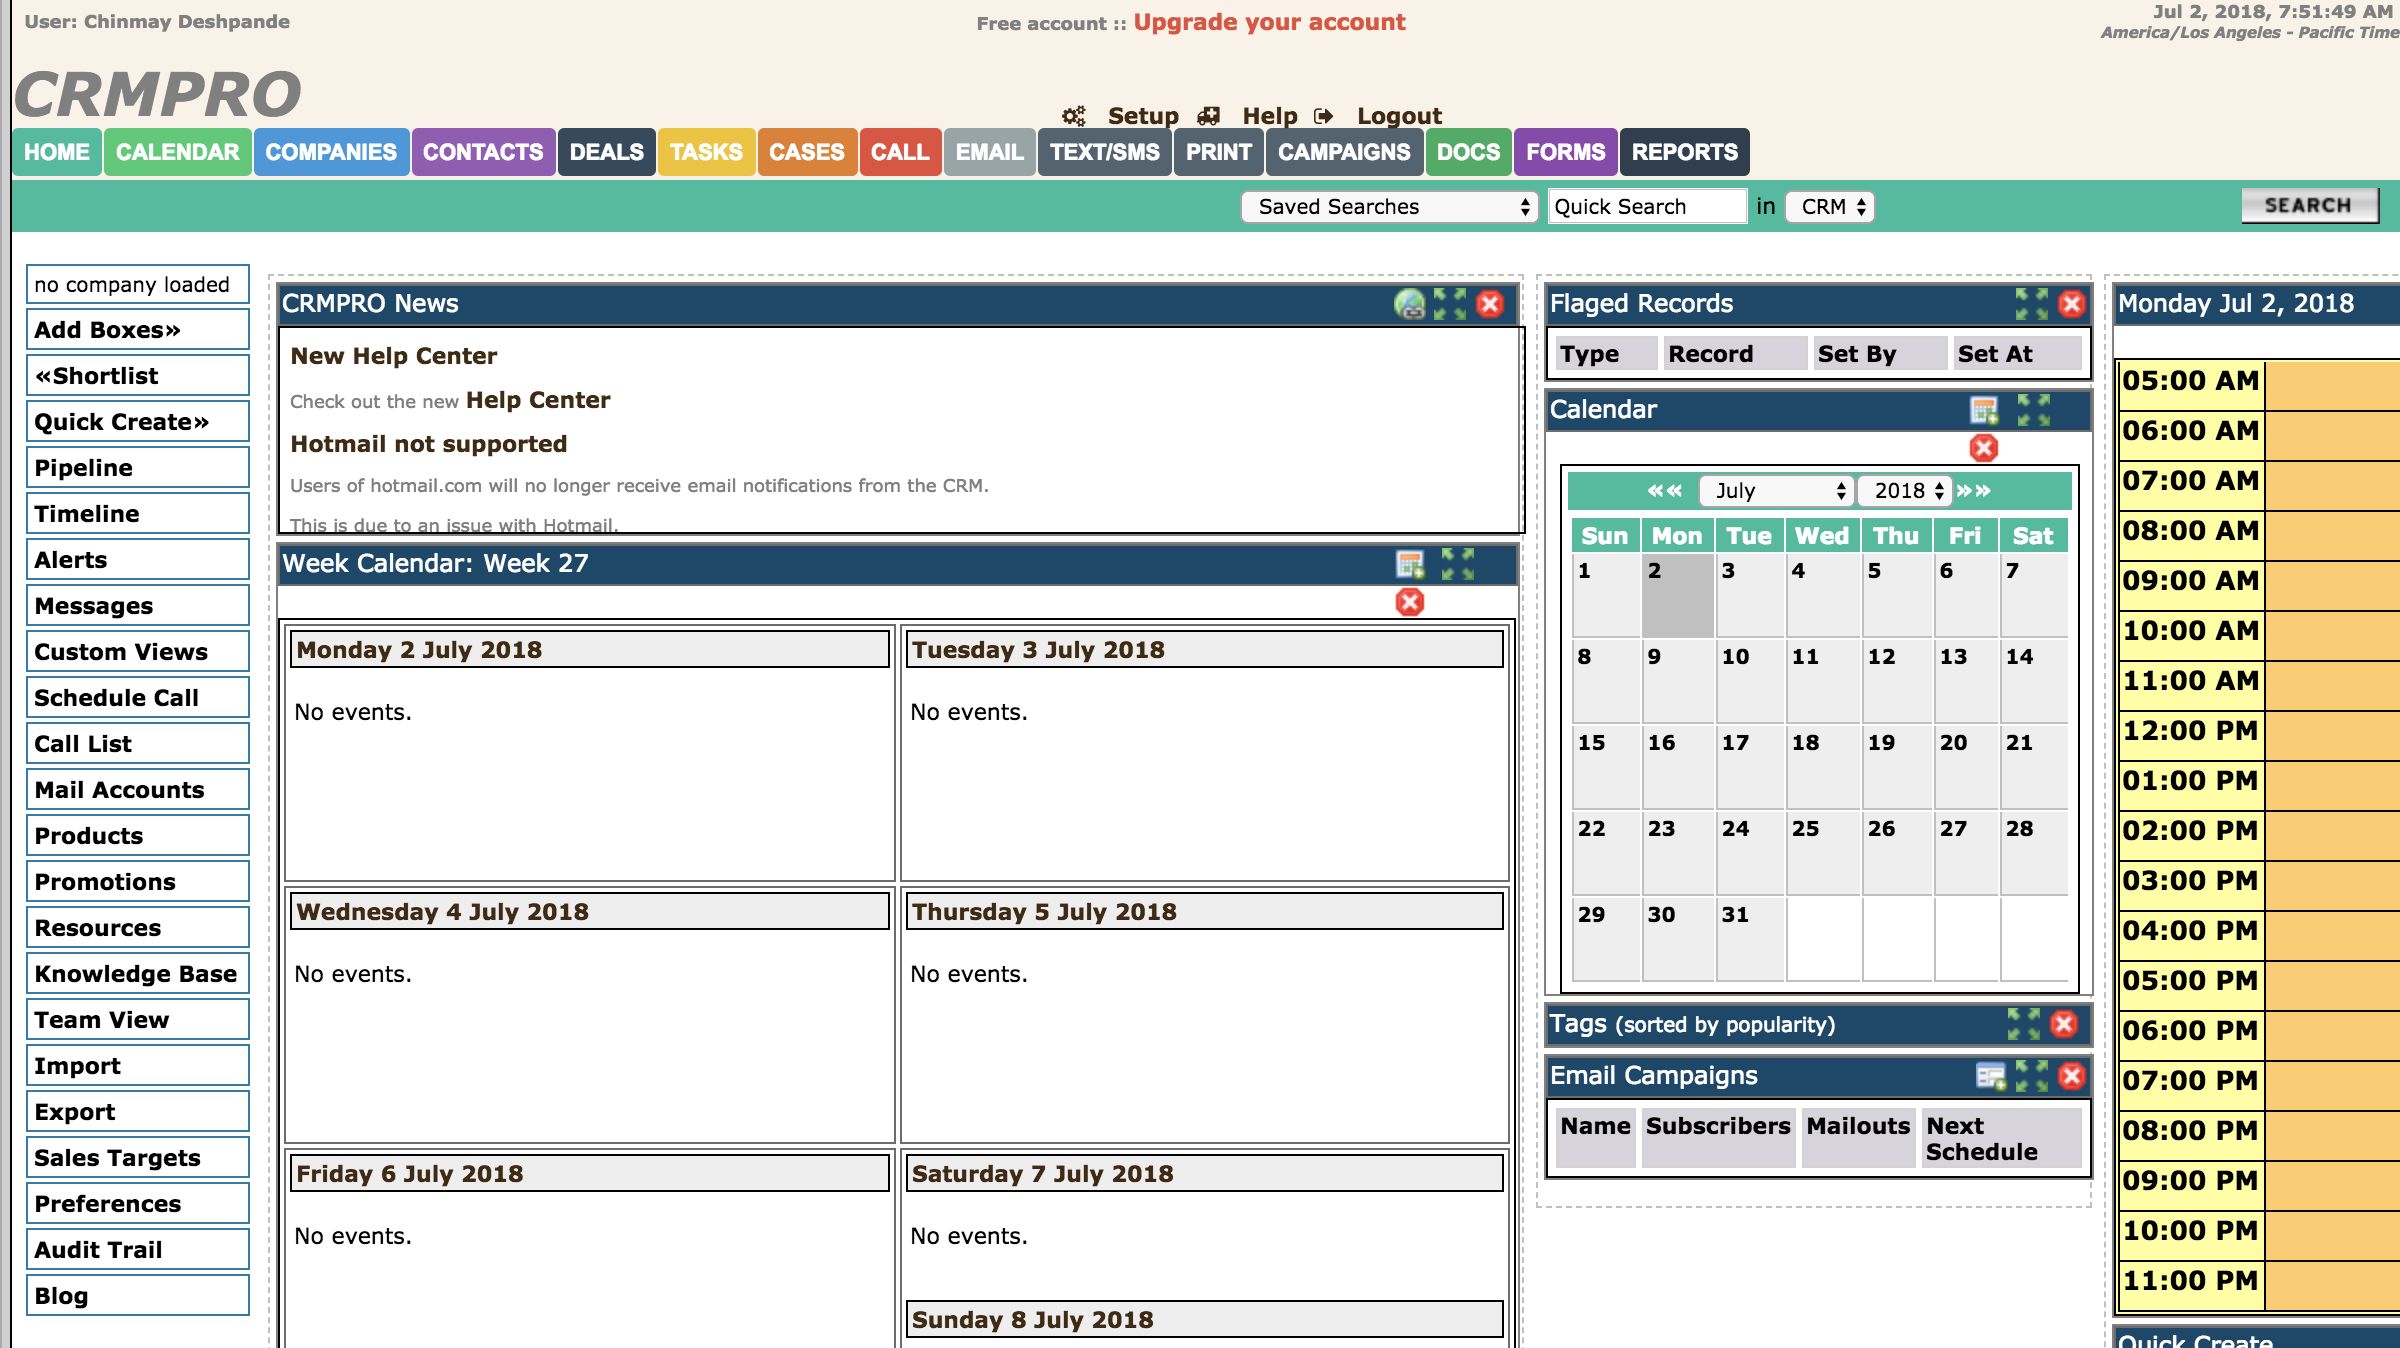 User: Chinmay Deshpande
Free account :: Upgrade your account
Jul 2, 2018, 7:51:49 AM
America/Los Angeles - Pacific Time
CRMPRO
Setup Help Logout
HOME CALENDAR COMPANIES CONTACTS DEALS TASKS CASES CALL EMAIL TEXT/SMS PRINT CAMPAIGNS DOCS FORMS REPORTS
Saved Searches Quick Search in CRM SEARCH
no company loaded
Add Boxes»
«Shortlist
Quick Create»
Pipeline
Timeline
Alerts
Messages
Custom Views
Schedule Call
Call List
Mail Accounts
Products
Promotions
Resources
Knowledge Base
Team View
Import
Export
Sales Targets
Preferences
Audit Trail
Blog
CRMPRO News
New Help Center
Check out the new Help Center
Hotmail not supported
Users of hotmail.com will no longer receive email notifications from the CRM.
This is due to an issue with Hotmail.
Week Calendar: Week 27
Monday 2 July 2018
No events.
Tuesday 3 July 2018
No events.
Wednesday 4 July 2018
No events.
Thursday 5 July 2018
No events.
Friday 6 July 2018
No events.
Saturday 7 July 2018
No events.
Sunday 8 July 2018
Flaged Records
Type Record Set By Set At
Calendar
«« July 2018 »»
Sun Mon Tue Wed Thu Fri Sat
1 2 3 4 5 6 7
8 9 10 11 12 13 14
15 16 17 18 19 20 21
22 23 24 25 26 27 28
29 30 31
Tags (sorted by popularity)
Email Campaigns
Name Subscribers Mailouts Next
Schedule
Monday Jul 2, 2018
05:00 AM
06:00 AM
07:00 AM
08:00 AM
09:00 AM
10:00 AM
11:00 AM
12:00 PM
01:00 PM
02:00 PM
03:00 PM
04:00 PM
05:00 PM
06:00 PM
07:00 PM
08:00 PM
09:00 PM
10:00 PM
11:00 PM
Quick Create